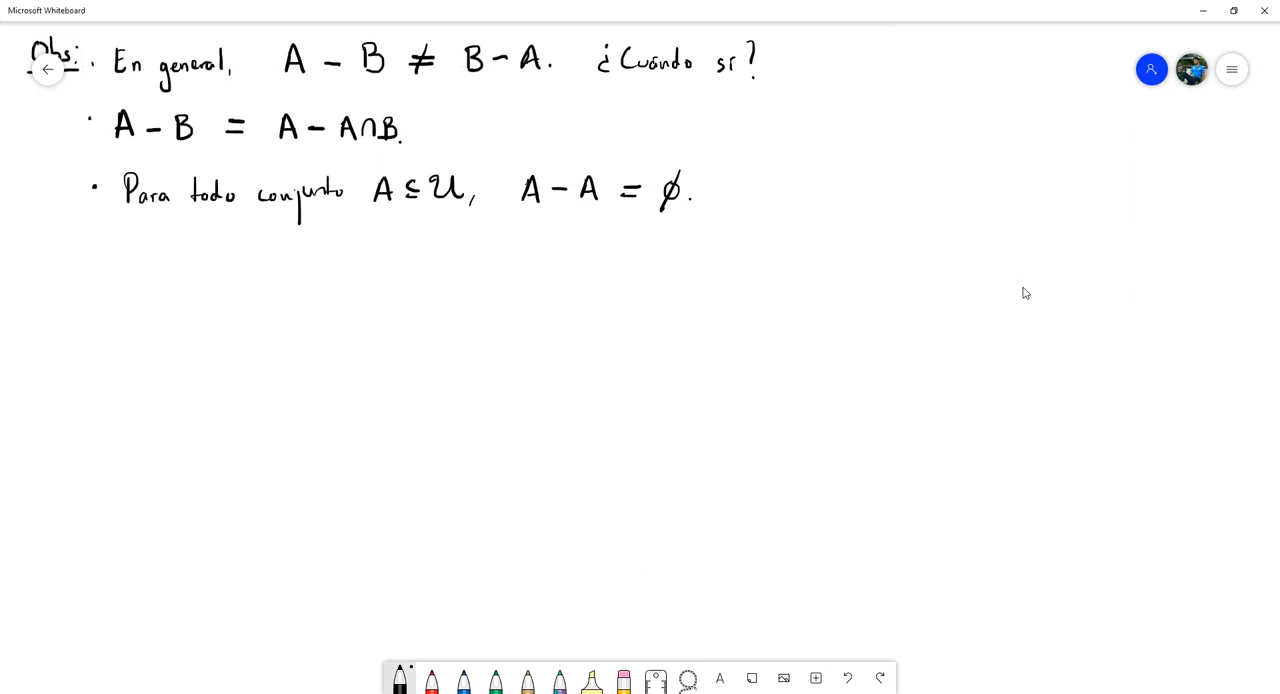 Microsoft Whiteboard
Obs: · En general, A - B ≠ B - A. ¿Cuándo sí?
· A - B = A - A∩B.
· Para todo conjunto A ⊆ U, A - A = ∅.
A